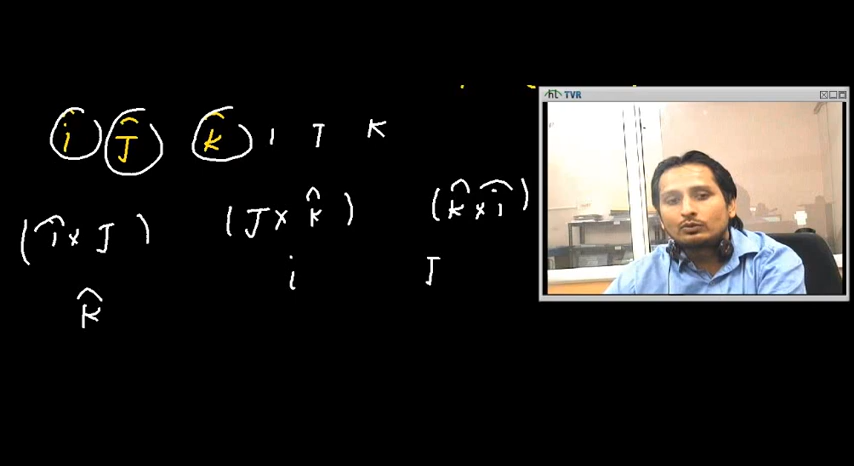 TVR
î Ĵ k̂ i J K
(î × J) (J × k̂) (k̂ × î)
k̂ i J